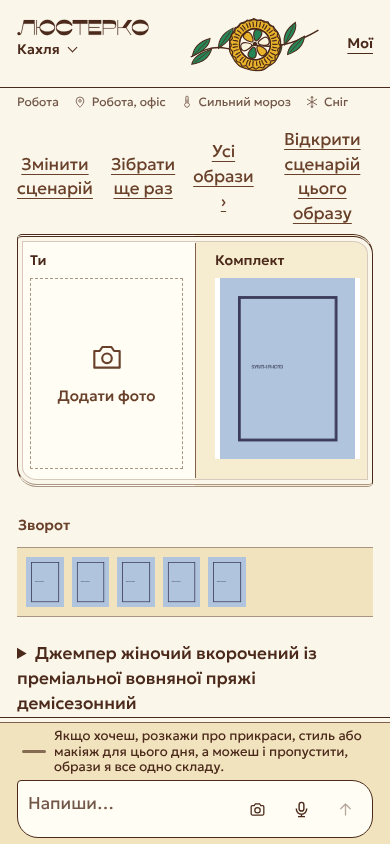 ЛЮСТЕРКО
Кахля
Мої
Робота Робота, офіс Сильний мороз Сніг
Змінити
сценарій
Зібрати
ще раз
Усі
образи
›
Відкрити
сценарій
цього
образу
Ти
Комплект
Додати фото
Зворот
Джемпер жіночий вкорочений із
преміальної вовняної пряжі
демісезонний
Якщо хочеш, розкажи про прикраси, стиль або
макіяж для цього дня, а можеш і пропустити,
образи я все одно складу.
Напиши...